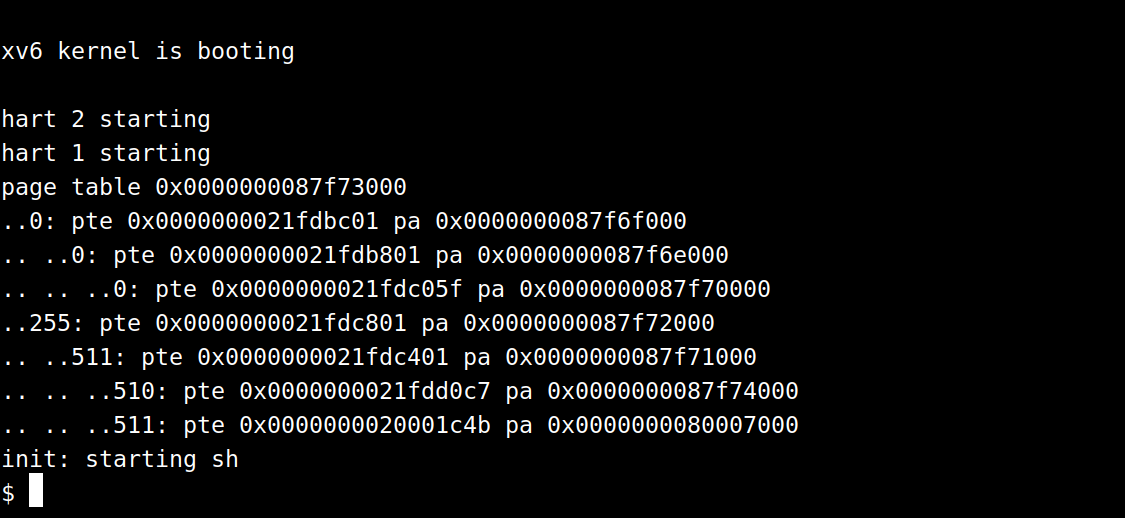 xv6 kernel is booting
hart 2 starting
hart 1 starting
page table 0x0000000087f73000
..0: pte 0x0000000021fdbc01 pa 0x0000000087f6f000
.. ..0: pte 0x0000000021fdb801 pa 0x0000000087f6e000
.. .. ..0: pte 0x0000000021fdc05f pa 0x0000000087f70000
..255: pte 0x0000000021fdc801 pa 0x0000000087f72000
.. ..511: pte 0x0000000021fdc401 pa 0x0000000087f71000
.. .. ..510: pte 0x0000000021fdd0c7 pa 0x0000000087f74000
.. .. ..511: pte 0x0000000020001c4b pa 0x0000000080007000
init: starting sh
$